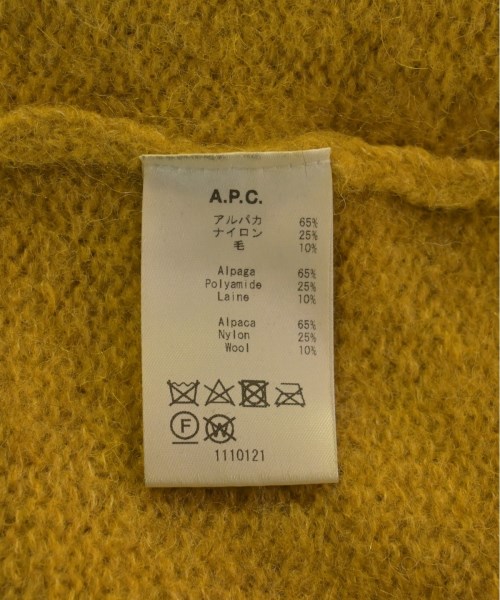 A.P.C.
アルパカ 65%
ナイロン 25%
毛 10%
Alpaga 65%
Polyamide 25%
Laine 10%
Alpaca 65%
Nylon 25%
Wool 10%
F W
1110121